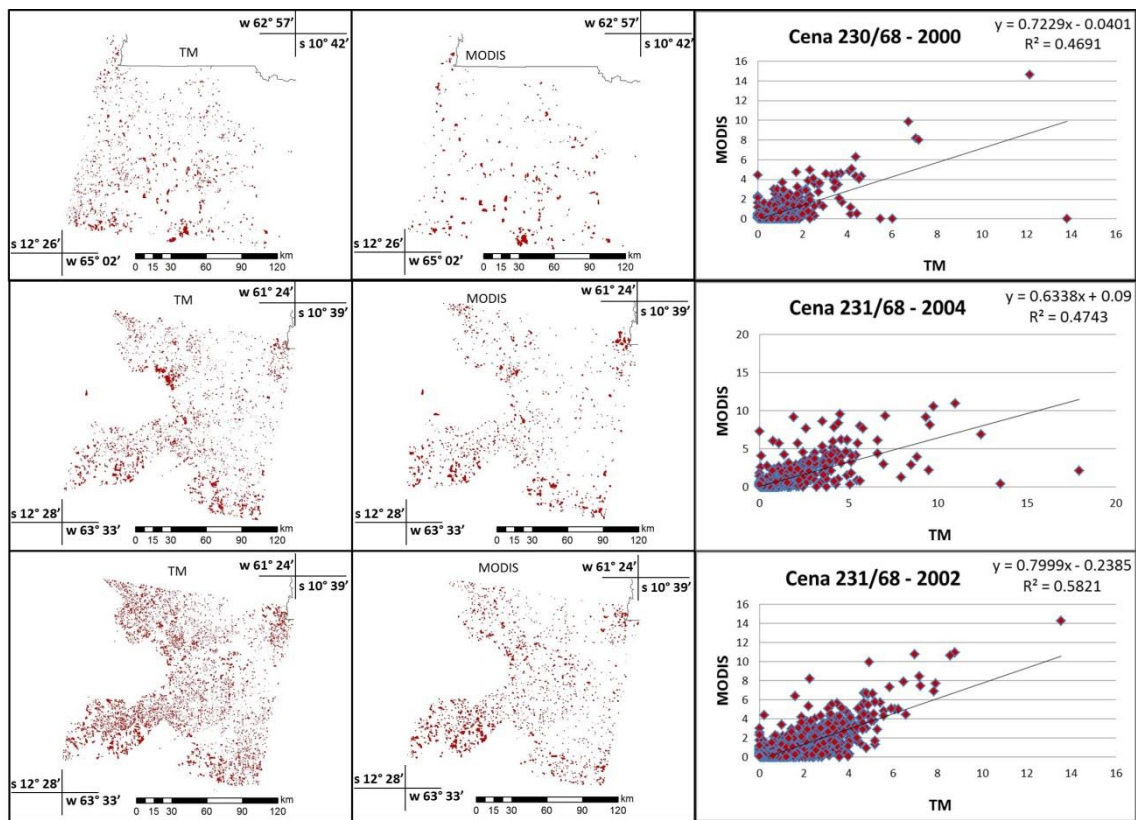 w 62° 57'
s 10° 42'
TM
s 12° 26'
w 65° 02'
0 15 30 60 90 120
km
w 62° 57'
s 10° 42'
MODIS
s 12° 26'
w 65° 02'
0 15 30 60 90 120
km
Cena 230/68 - 2000
y = 0.7229x - 0.0401
R² = 0.4691
MODIS
16
14
12
10
8
6
4
2
0
0 2 4 6 8 10 12 14 16
TM
TM
w 61° 24'
s 10° 39'
s 12° 28'
w 63° 33'
0 15 30 60 90 120
km
MODIS
w 61° 24'
s 10° 39'
s 12° 28'
w 63° 33'
0 15 30 60 90 120
km
Cena 231/68 - 2004
y = 0.6338x + 0.09
R² = 0.4743
MODIS
20
15
10
5
0
0 5 10 15 20
TM
TM
w 61° 24'
s 10° 39'
s 12° 28'
w 63° 33'
0 15 30 60 90 120
km
MODIS
w 61° 24'
s 10° 39'
s 12° 28'
w 63° 33'
0 15 30 60 90 120
km
Cena 231/68 - 2002
y = 0.7999x - 0.2385
R² = 0.5821
MODIS
16
14
12
10
8
6
4
2
0
0 2 4 6 8 10 12 14 16
TM